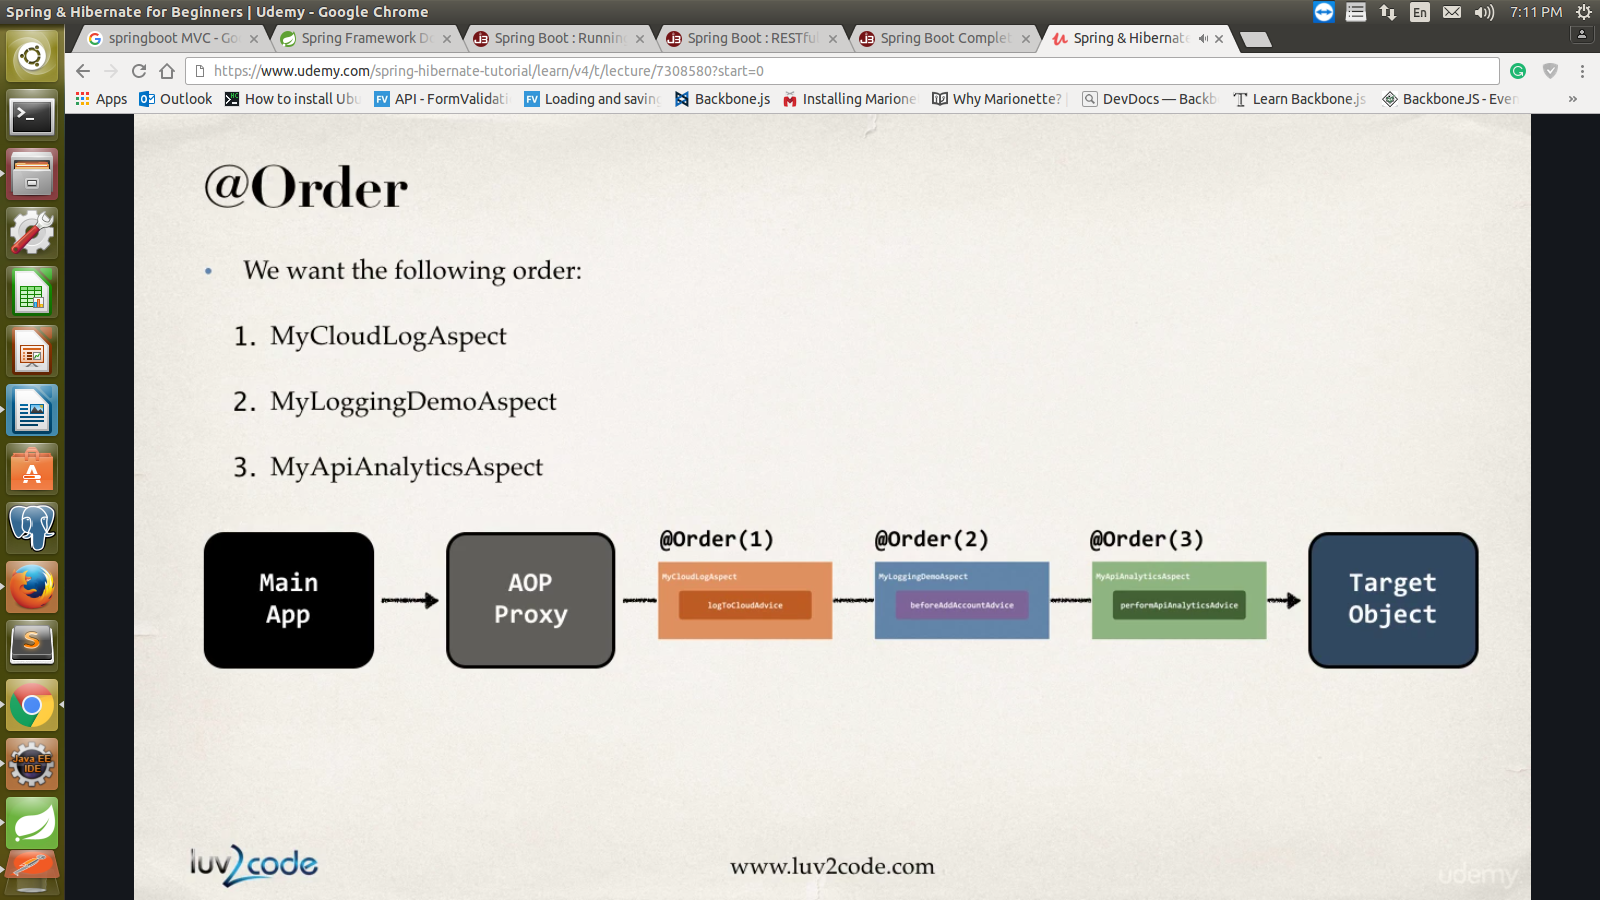 Spring & Hibernate for Beginners | Udemy - Google Chrome
En
7:11 PM
springboot MVC - Go
Spring Framework Do
Spring Boot : Runnin
Spring Boot : RESTfu
Spring Boot Complet
Spring & Hibernate
https://www.udemy.com/spring-hibernate-tutorial/learn/v4/t/lecture/7308580?start=0
Apps
Outlook
How to install Ubu
API - FormValidati
Loading and saving
Backbone.js
Installing Marione
Why Marionette?
DevDocs — Backb
Learn Backbone.js
BackboneJS - Even
»
@Order
• We want the following order:
1. MyCloudLogAspect
2. MyLoggingDemoAspect
3. MyApiAnalyticsAspect
Main
App
AOP
Proxy
@Order(1)
MyCloudLogAspect
logToCloudAdvice
@Order(2)
MyLoggingDemoAspect
beforeAddAccountAdvice
@Order(3)
MyApiAnalyticsAspect
performApiAnalyticsAdvice
Target
Object
Java EE
IDE
luv2code
www.luv2code.com
udemy